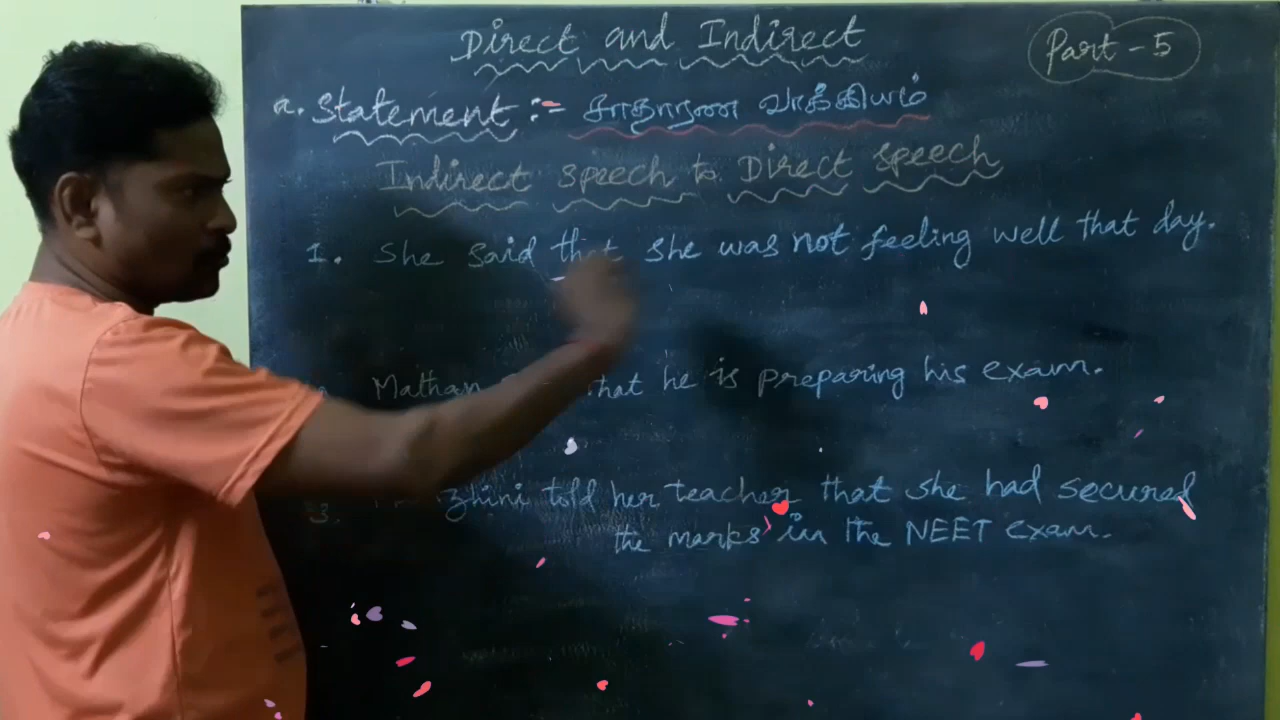 Direct and Indirect
Part - 5
a. Statement :- சாதாரண வாக்கியம்
Indirect speech to Direct speech
1. She said that she was not feeling well that day.
Mathan that he is preparing his exam.
3. told her teacher that she had secured
the marks in the NEET exam.